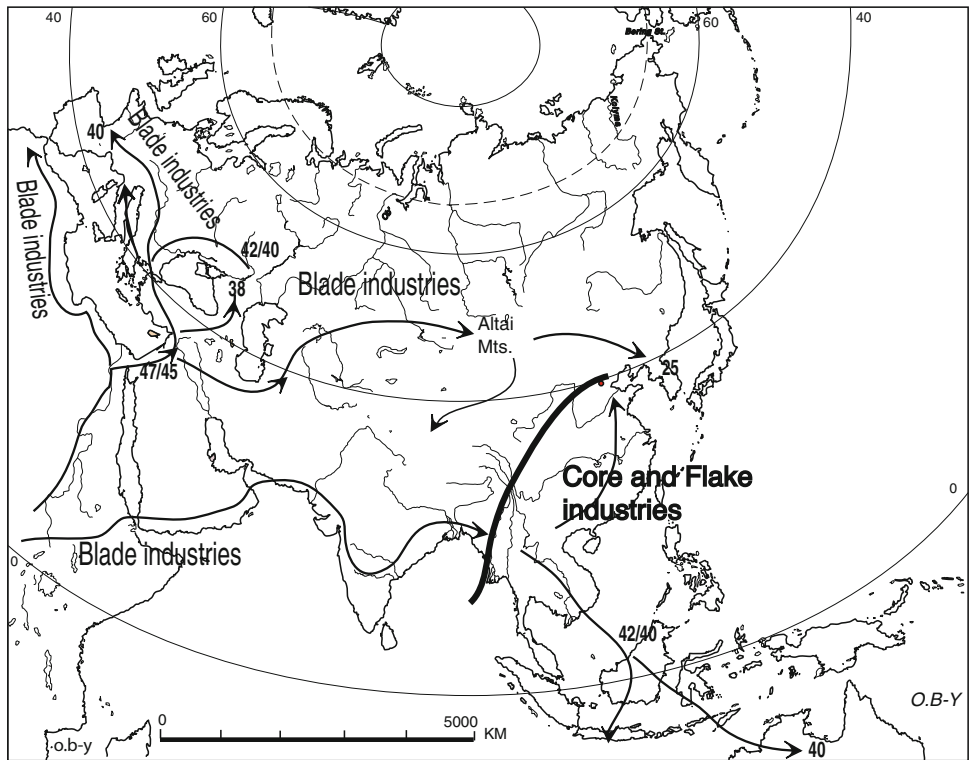 40
60
60
40
Bering St.
Kolyma
40
Blade industries
Blade industries
Ob
42/40
38
Blade industries
Altai
Mts.
47/45
25
Core and Flake
industries
0
Blade industries
0
42/40
O.B-Y
0
5000
KM
o.b-y
40